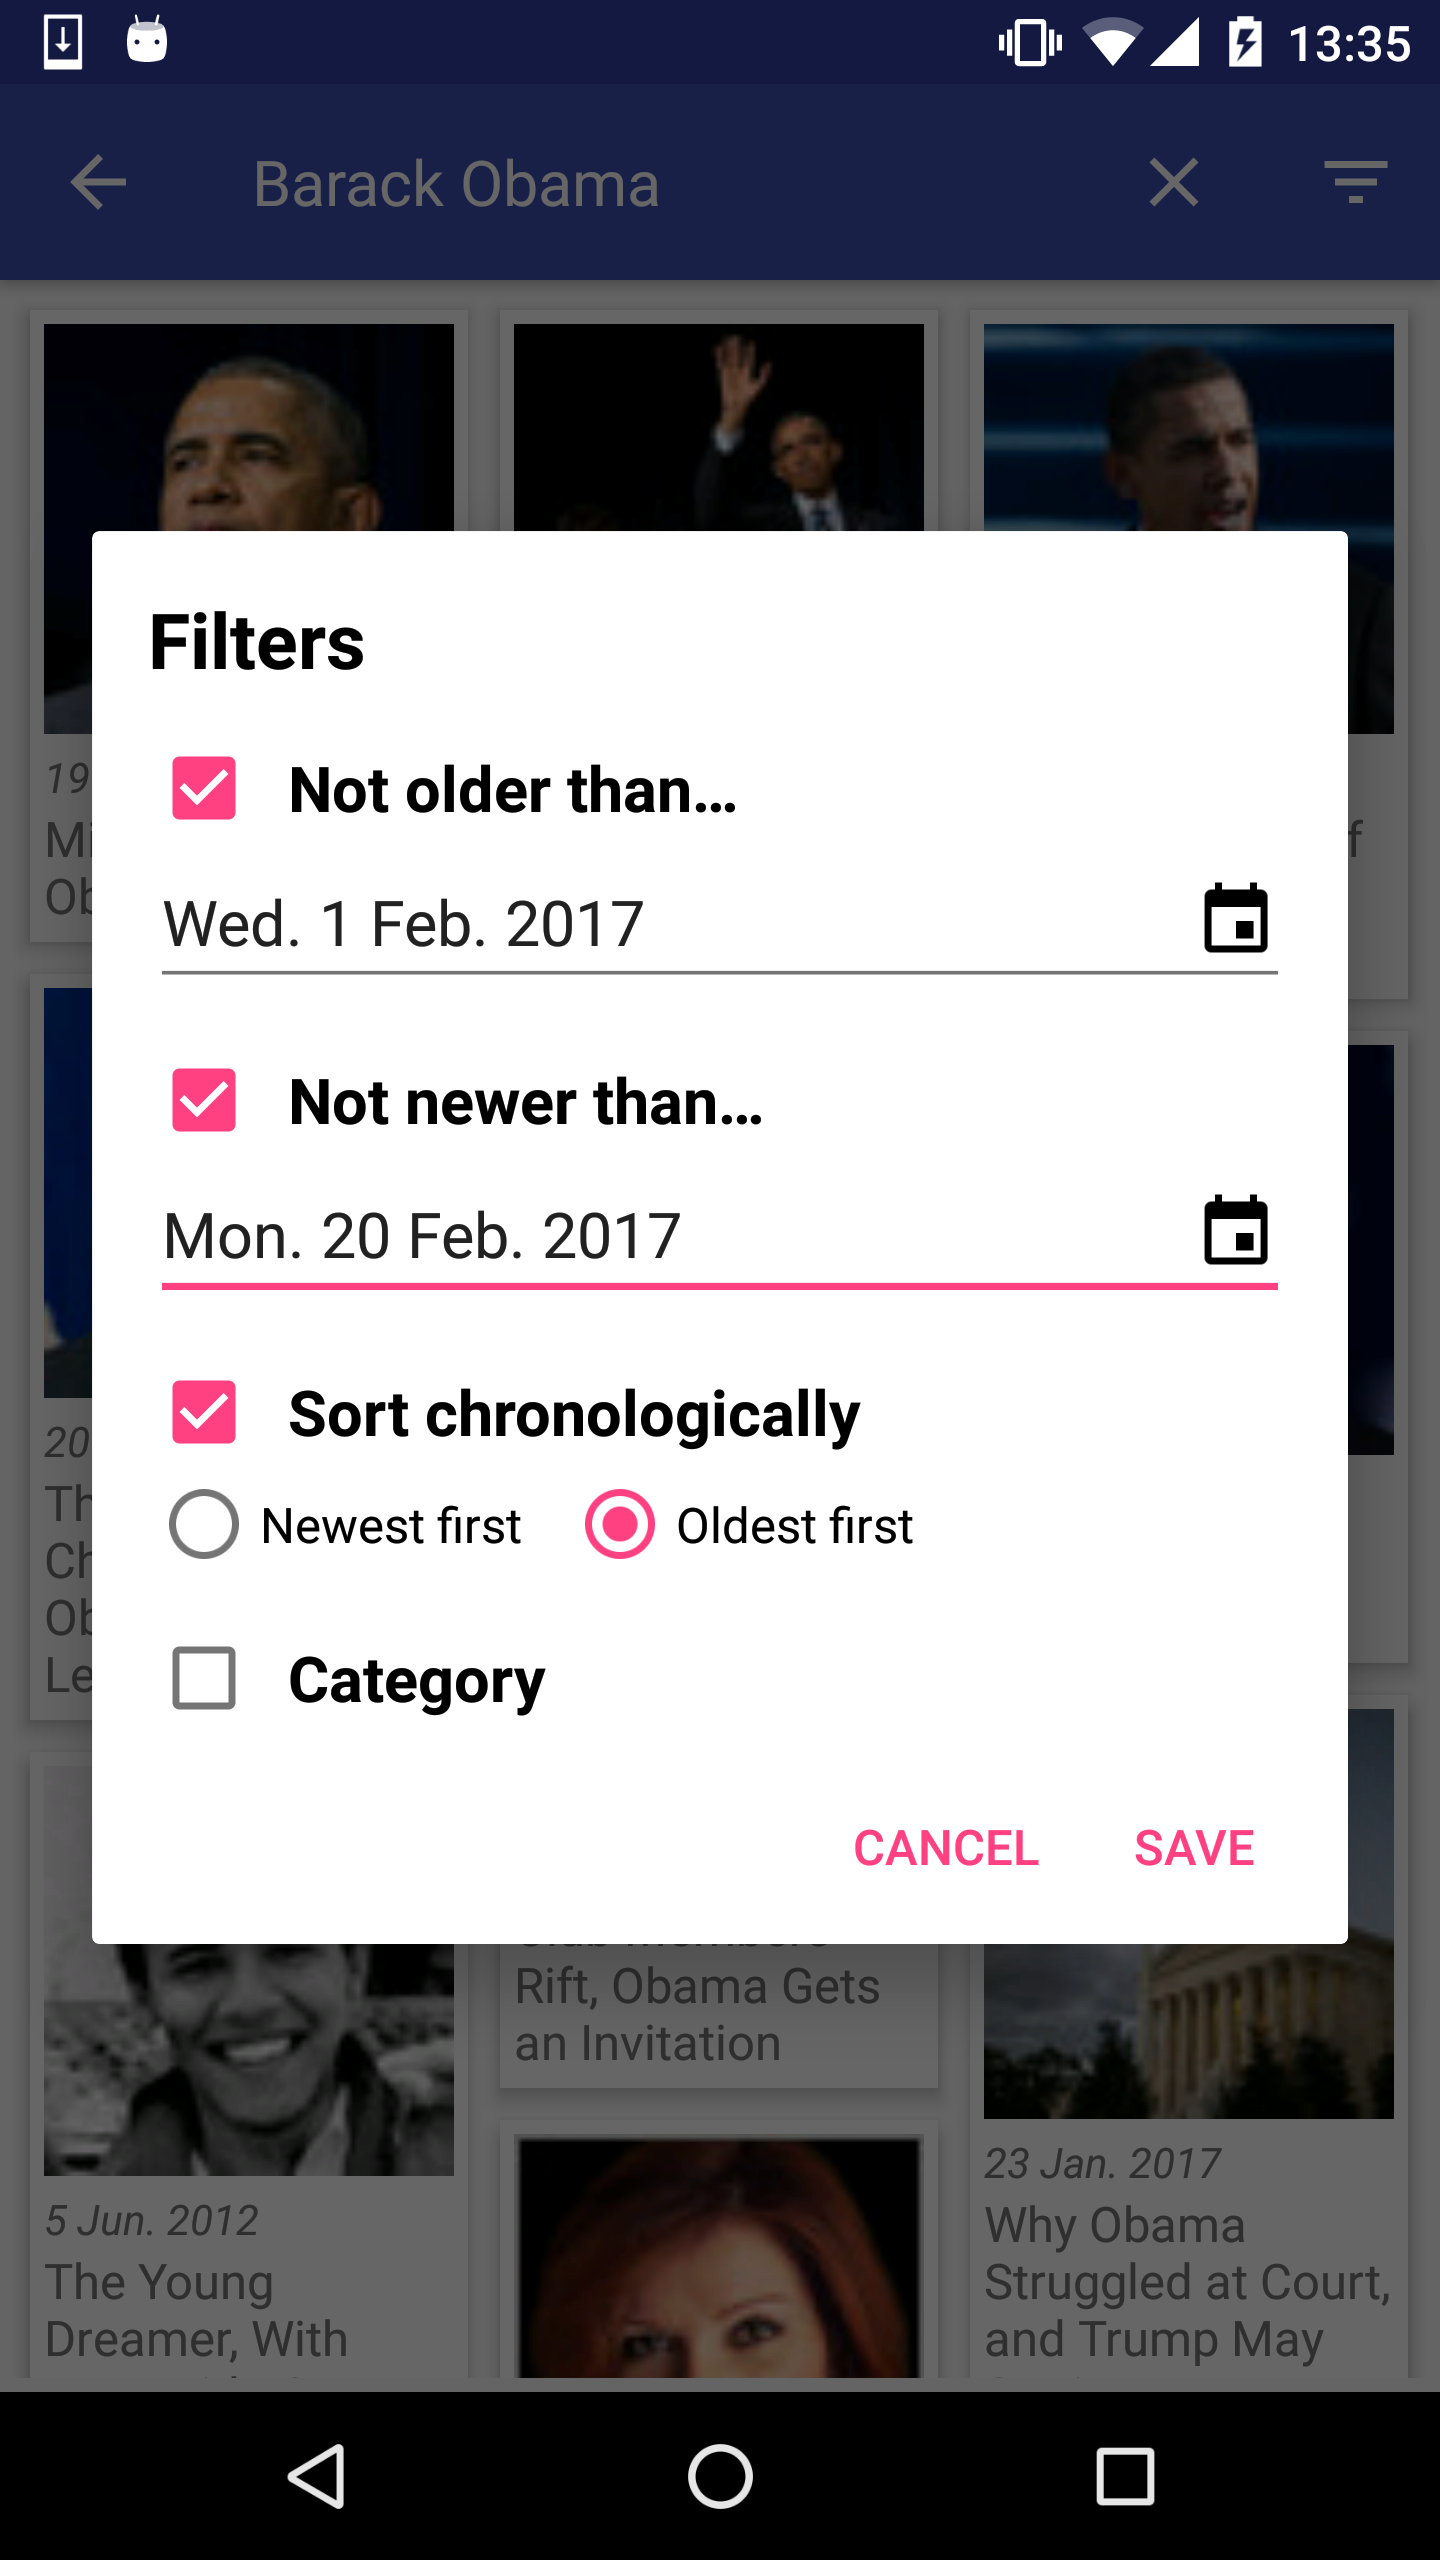 13:35
Barack Obama
19
Mi
Ob
f
Filters
Not older than...
Wed. 1 Feb. 2017
Not newer than...
Mon. 20 Feb. 2017
Sort chronologically
Newest first Oldest first
Category
CANCEL SAVE
20
Th
Ch
Ob
Le
Rift, Obama Gets
an Invitation
5 Jun. 2012
The Young
Dreamer, With
23 Jan. 2017
Why Obama
Struggled at Court,
and Trump May